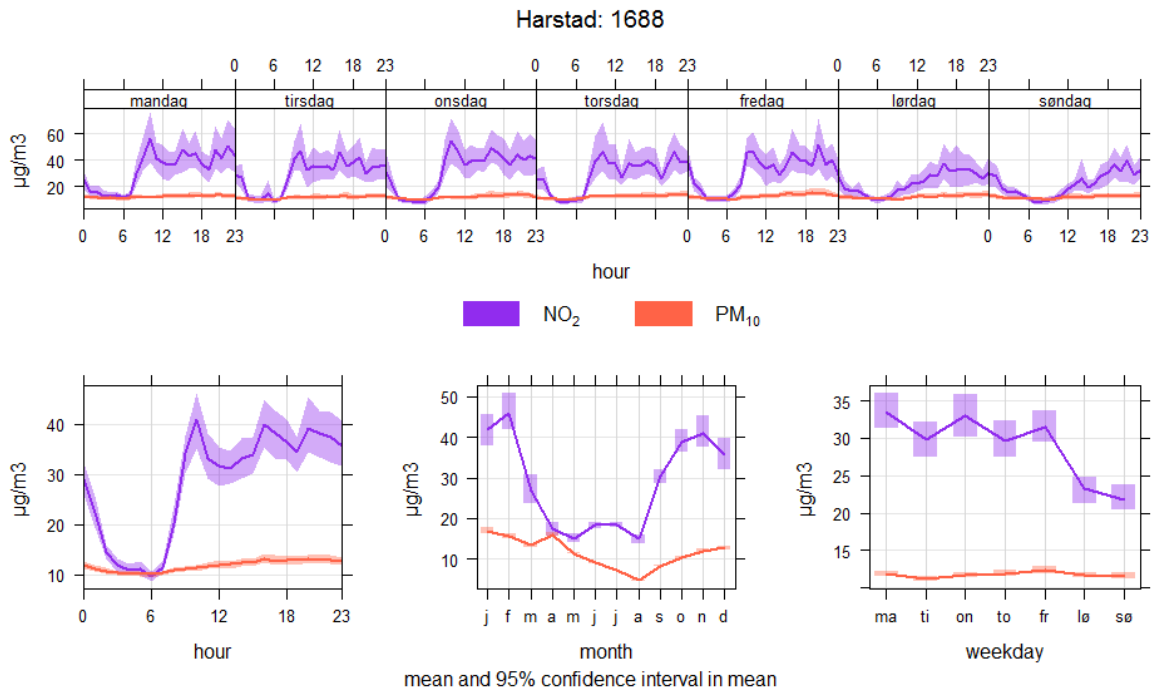 Harstad: 1688
0 6 12 18 23 0 6 12 18 23 0 6 12 18 23
mandag tirsdag onsdag torsdag fredag lørdag søndag
µg/m3
60
40
20
0 6 12 18 23 0 6 12 18 23 0 6 12 18 23 0 6 12 18 23
hour
NO₂ PM₁₀
µg/m3
40
30
20
10
0 6 12 18 23
hour
µg/m3
50
40
30
20
10
j f m a m j j a s o n d
month
µg/m3
35
30
25
15
ma ti on to fr lø sø
weekday
mean and 95% confidence interval in mean